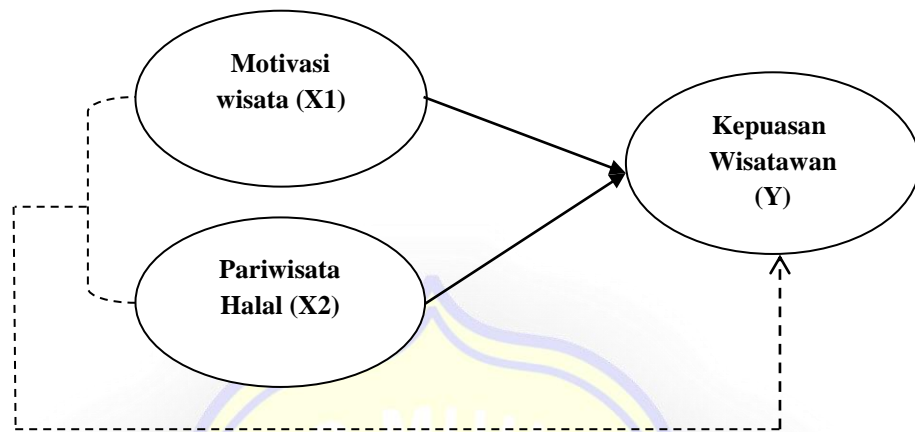 Motivasi
wisata (X1)
Kepuasan
Wisatawan
(Y)
Pariwisata
Halal (X2)